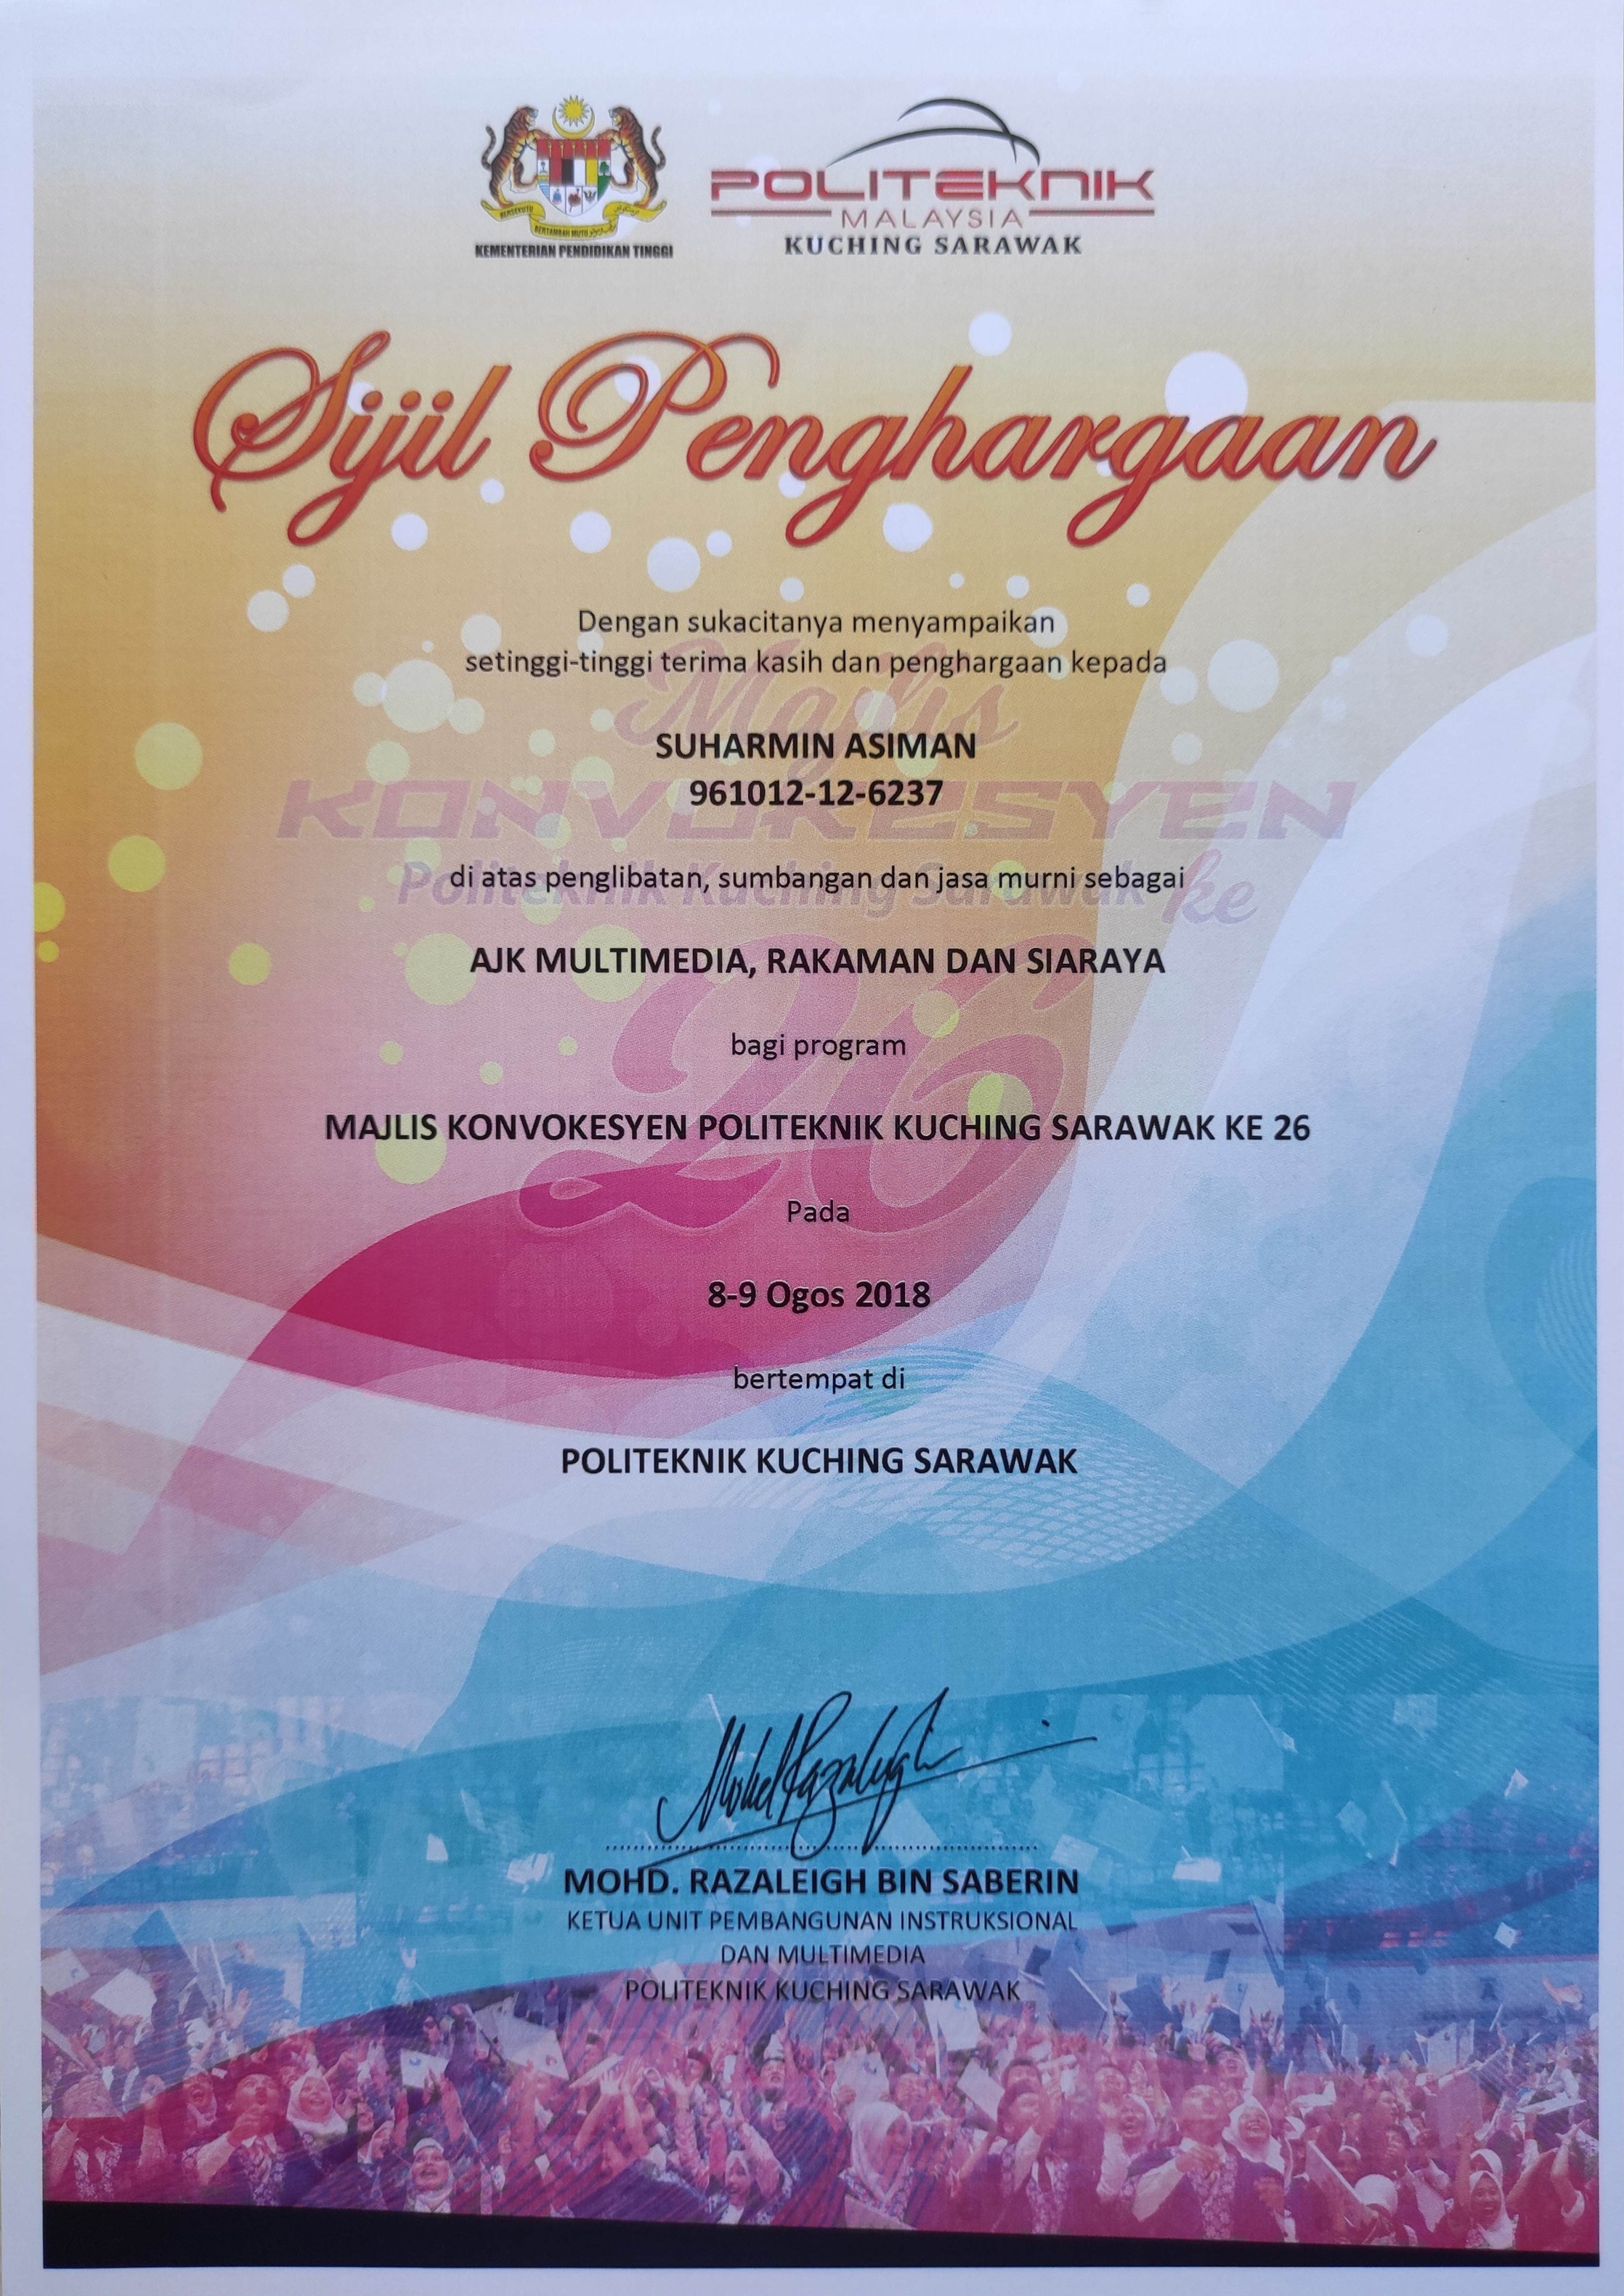 BERSEKUTU
BERTAMBAH MUTU
KEMENTERIAN PENDIDIKAN TINGGI
POLITEKNIK
MALAYSIA
KUCHING SARAWAK
Sijil Penghargaan
Dengan sukacitanya menyampaikan
setinggi-tinggi terima kasih dan penghargaan kepada
Majlis
SUHARMIN ASIMAN
961012-12-6237
KONVOKESYEN
di atas penglibatan, sumbangan dan jasa murni sebagai
Politeknik Kuching Sarawak ke
AJK MULTIMEDIA, RAKAMAN DAN SIARAYA
26
bagi program
MAJLIS KONVOKESYEN POLITEKNIK KUCHING SARAWAK KE 26
Pada
8-9 Ogos 2018
bertempat di
POLITEKNIK KUCHING SARAWAK
Mohd Razaleigh
MOHD. RAZALEIGH BIN SABERIN
KETUA UNIT PEMBANGUNAN INSTRUKSIONAL
DAN MULTIMEDIA
POLITEKNIK KUCHING SARAWAK